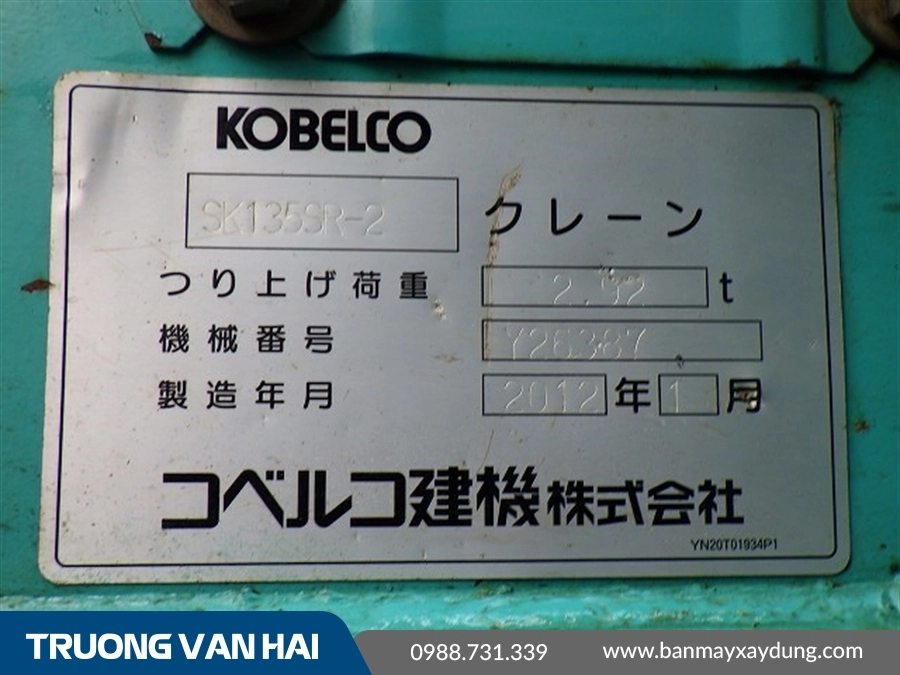 KOBELCO
SK135SR-2 クレーン
つり上げ荷重 2.92 t
機械番号 Y26387
製造年月 2012年1月
コベルコ建機株式会社
YN20T01934P1
TRUONG VAN HAI 0988.731.339 www.banmayxaydung.com